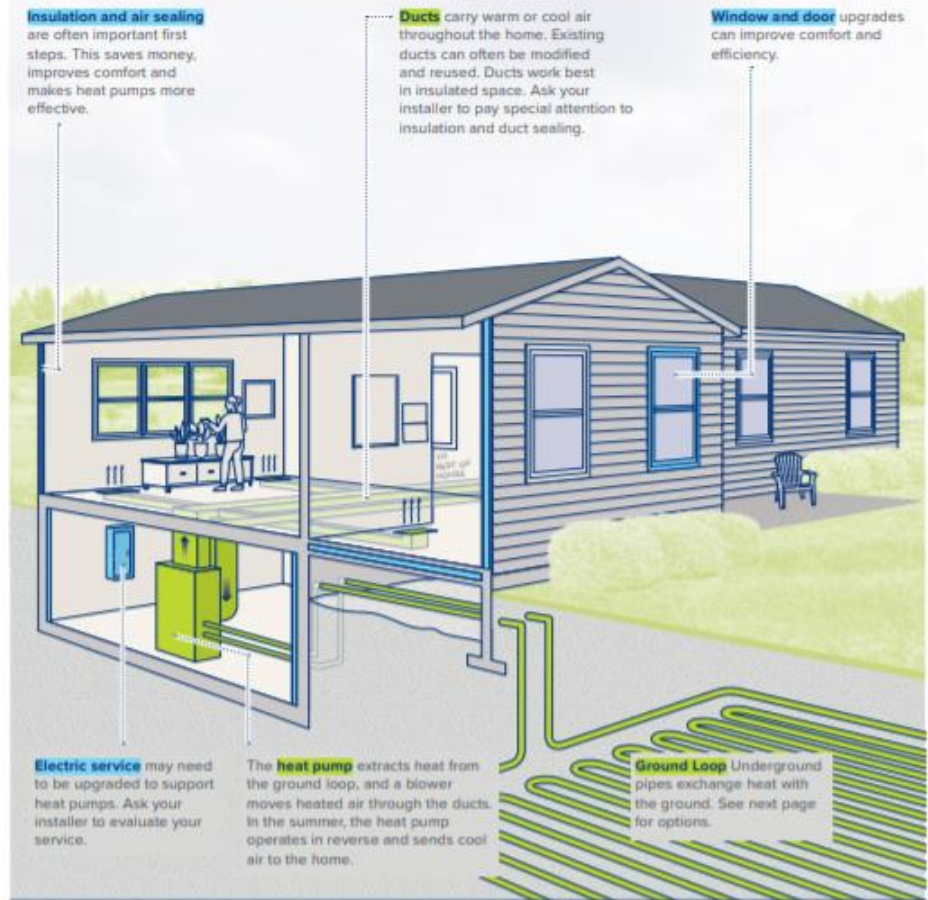 Insulation and air sealing
are often important first
steps. This saves money,
improves comfort and
makes heat pumps more
effective.
Ducts carry warm or cool air
throughout the home. Existing
ducts can often be modified
and reused. Ducts work best
in insulated space. Ask your
installer to pay special attention to
insulation and duct sealing.
Window and door upgrades
can improve comfort and
efficiency.
TO
REST OF
HOUSE
Electric service may need
to be upgraded to support
heat pumps. Ask your
installer to evaluate your
service.
The heat pump extracts heat from
the ground loop, and a blower
moves heated air through the ducts.
In the summer, the heat pump
operates in reverse and sends cool
air to the home.
Ground Loop Underground
pipes exchange heat with
the ground. See next page
for options.